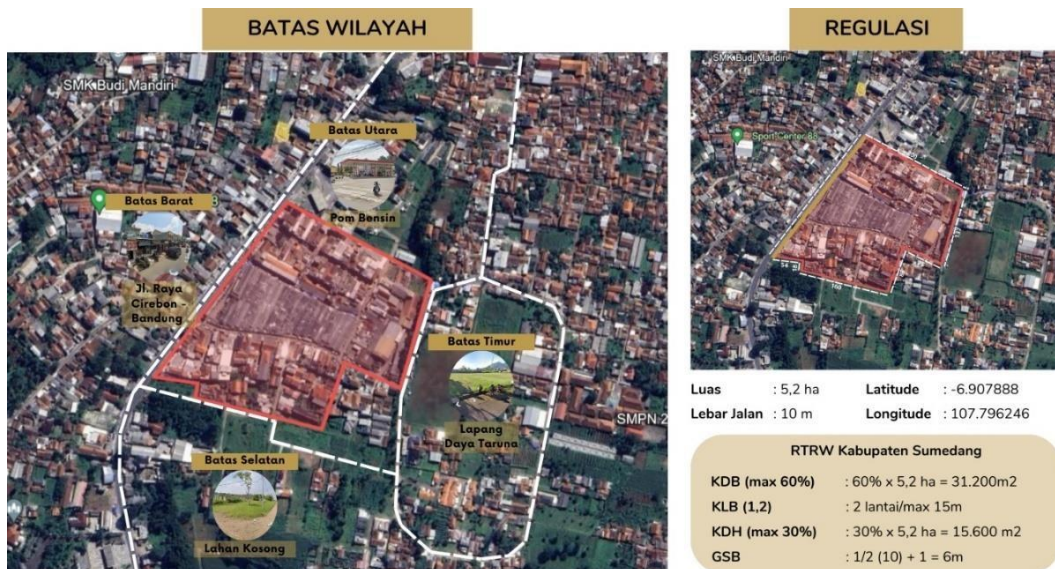 BATAS WILAYAH
SMK Budi Mandiri
Batas Utara
Pom Bensin
Batas Barat
Jl. Raya
Cirebon -
Bandung
Batas Timur
Lapang
Daya Taruna
SMPN 2
Batas Selatan
Lahan Kosong
REGULASI
SMK Budi Mandiri
Sport Center 88
Luas : 5,2 ha
Latitude : -6.907888
Lebar Jalan : 10 m
Longitude : 107.796246
RTRW Kabupaten Sumedang
KDB (max 60%) : 60% x 5,2 ha = 31.200m2
KLB (1,2) : 2 lantai/max 15m
KDH (max 30%) : 30% x 5,2 ha = 15.600 m2
GSB : 1/2 (10) + 1 = 6m